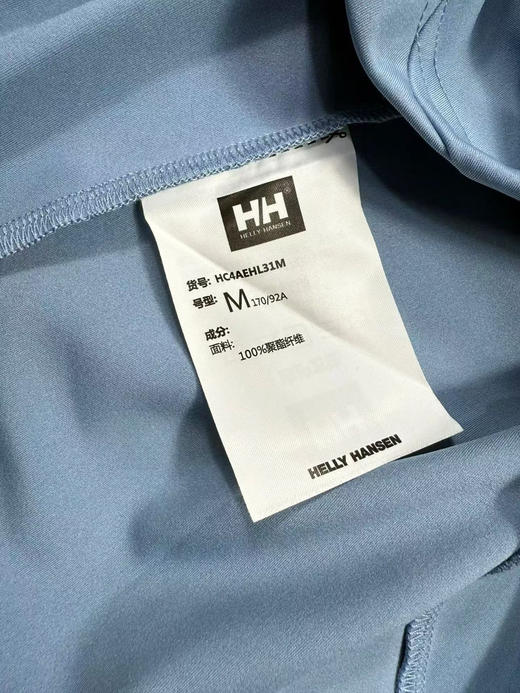 HH
HELLY HANSEN
货号: HC4AEHL31M
号型: M 170/92A
成分:
面料: 100%聚酯纤维
HELLY HANSEN